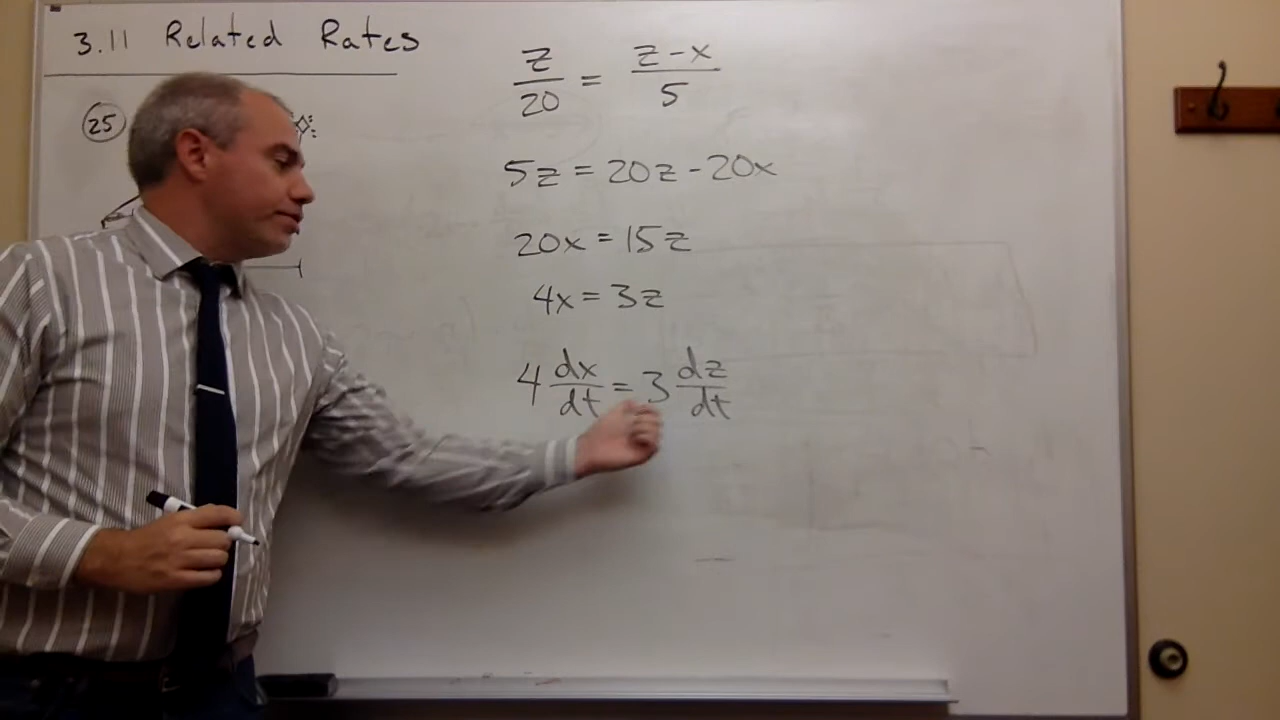 3.11 Related Rates
25
z/20 = z-x/5
5z = 20z - 20x
20x = 15z
4x = 3z
4 dx/dt = 3 dz/dt